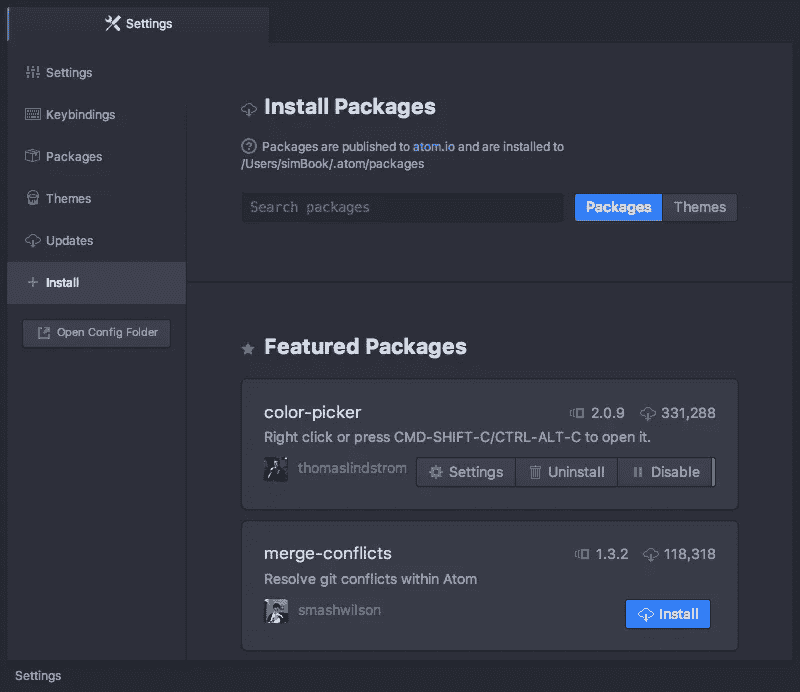 Settings
Settings
Keybindings
Packages
Themes
Updates
Install
Open Config Folder
Install Packages
Packages are published to atom.io and are installed to
/Users/simBook/.atom/packages
Search packages
Packages
Themes
Featured Packages
color-picker
2.0.9
331,288
Right click or press CMD-SHIFT-C/CTRL-ALT-C to open it.
thomaslindstrom
Settings
Uninstall
Disable
merge-conflicts
1.3.2
118,318
Resolve git conflicts within Atom
smashwilson
Install
Settings